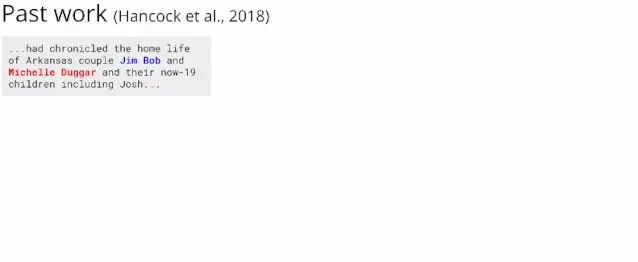 Past work (Hancock et al., 2018)
...had chronicled the home life
of Arkansas couple Jim Bob and
Michelle Duggar and their now-19
children including Josh...